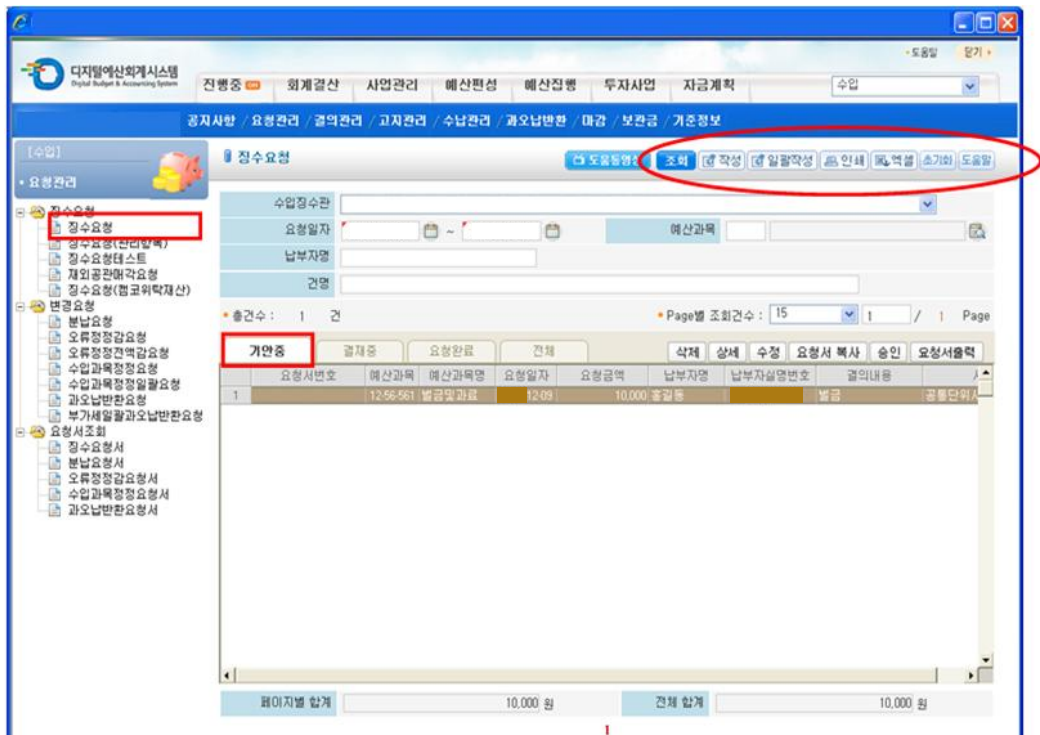 도움말 닫기
디지털예산회계시스템
Digital Budget & Accounting System
진행중 ON 회계결산 사업관리 예산편성 예산집행 투자사업 자금계획 수입
공지사항 / 요청관리 / 결의관리 / 고지관리 / 수납관리 / 과오납반환 / 마감 / 보관금 / 기준정보
[수입]
• 요청관리
징수요청
도움동영상 조회 작성 일괄작성 인쇄 엑셀 초기화 도움말
징수요청
징수요청
징수요청(관리항목)
징수요청테스트
재외공관매각요청
징수요청(캠코위탁재산)
변경요청
분납요청
오류정정감요청
오류정정전액감요청
수입과목정정요청
수입과목정정일괄요청
과오납반환요청
부가세일괄과오납반환요청
요청서조회
징수요청서
분납요청서
오류정정감요청서
수입과목정정요청서
과오납반환요청서
수입징수관
요청일자 ~ 예산과목
납부자명
건명
• 총건수 : 1 건 • Page별 조회건수 : 15 1 / 1 Page
기안중 결재중 요청완료 전체 삭제 상세 수정 요청서 복사 승인 요청서출력
요청서번호 예산과목 예산과목명 요청일자 요청금액 납부자명 납부자실명번호 결의내용
1 12-56-561 벌금및과료 12-09 10,000 홍길동 벌금 공통단위시
페이지별 합계 10,000 원 전체 합계 10,000 원
1